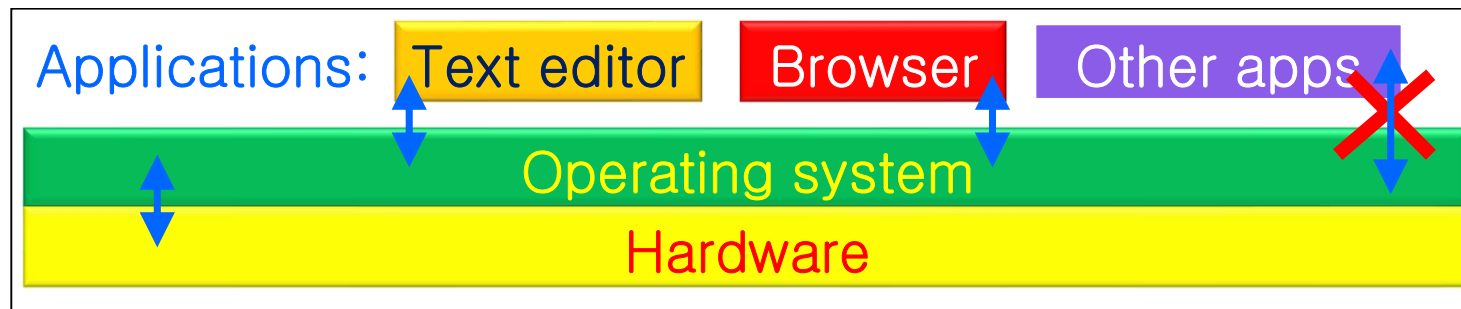 Applications: Text editor Browser Other apps
Operating system
Hardware